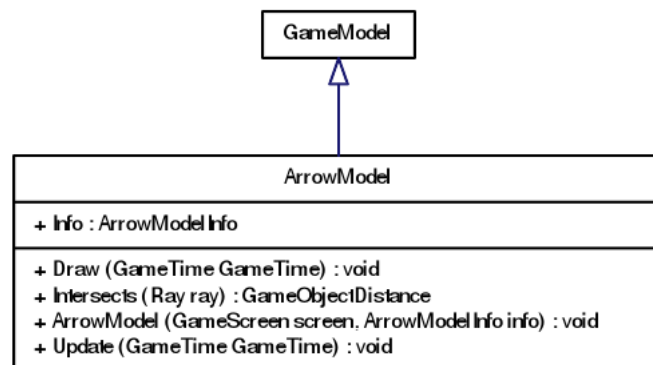 GameModel
ArrowModel
+ Info : ArrowModelInfo
+ Draw (GameTime GameTime) : void
+ Intersects (Ray ray) : GameObjectDistance
+ ArrowModel (GameScreen screen, ArrowModelInfo info) : void
+ Update (GameTime GameTime) : void